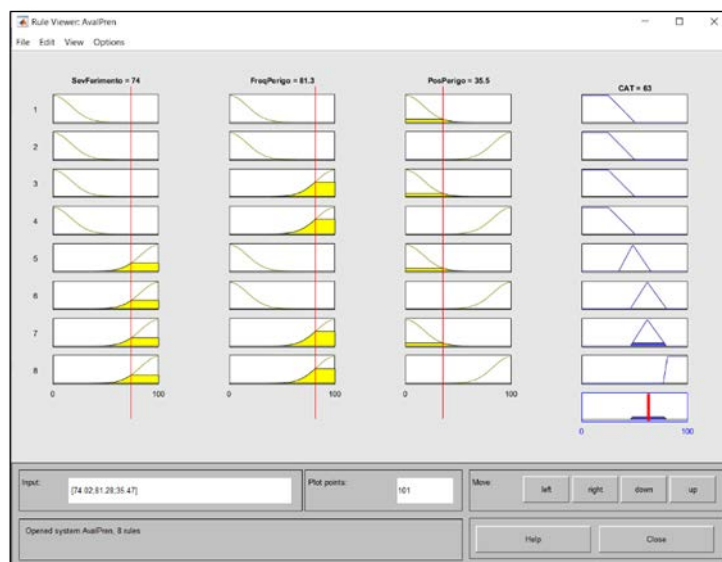 Rule Viewer: AvalPren
File Edit View Options
SevFerimento = 74
FreqPerigo = 81.3
PosPerigo = 35.5
CAT = 63
1
2
3
4
5
6
7
8
0 100
0 100
0 100
0 100
Input:
[74.02;81.28;35.47]
Plot points:
101
Move:
left right down up
Opened system AvalPren, 8 rules
Help
Close